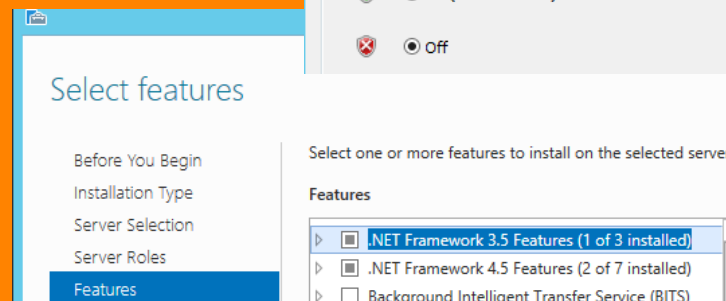 Off
Select features
Before You Begin
Installation Type
Server Selection
Server Roles
Features
Select one or more features to install on the selected
Features
.NET Framework 3.5 Features (1 of 3 installed)
.NET Framework 4.5 Features (2 of 7 installed)
Background Intelligent Transfer Service (BITS)